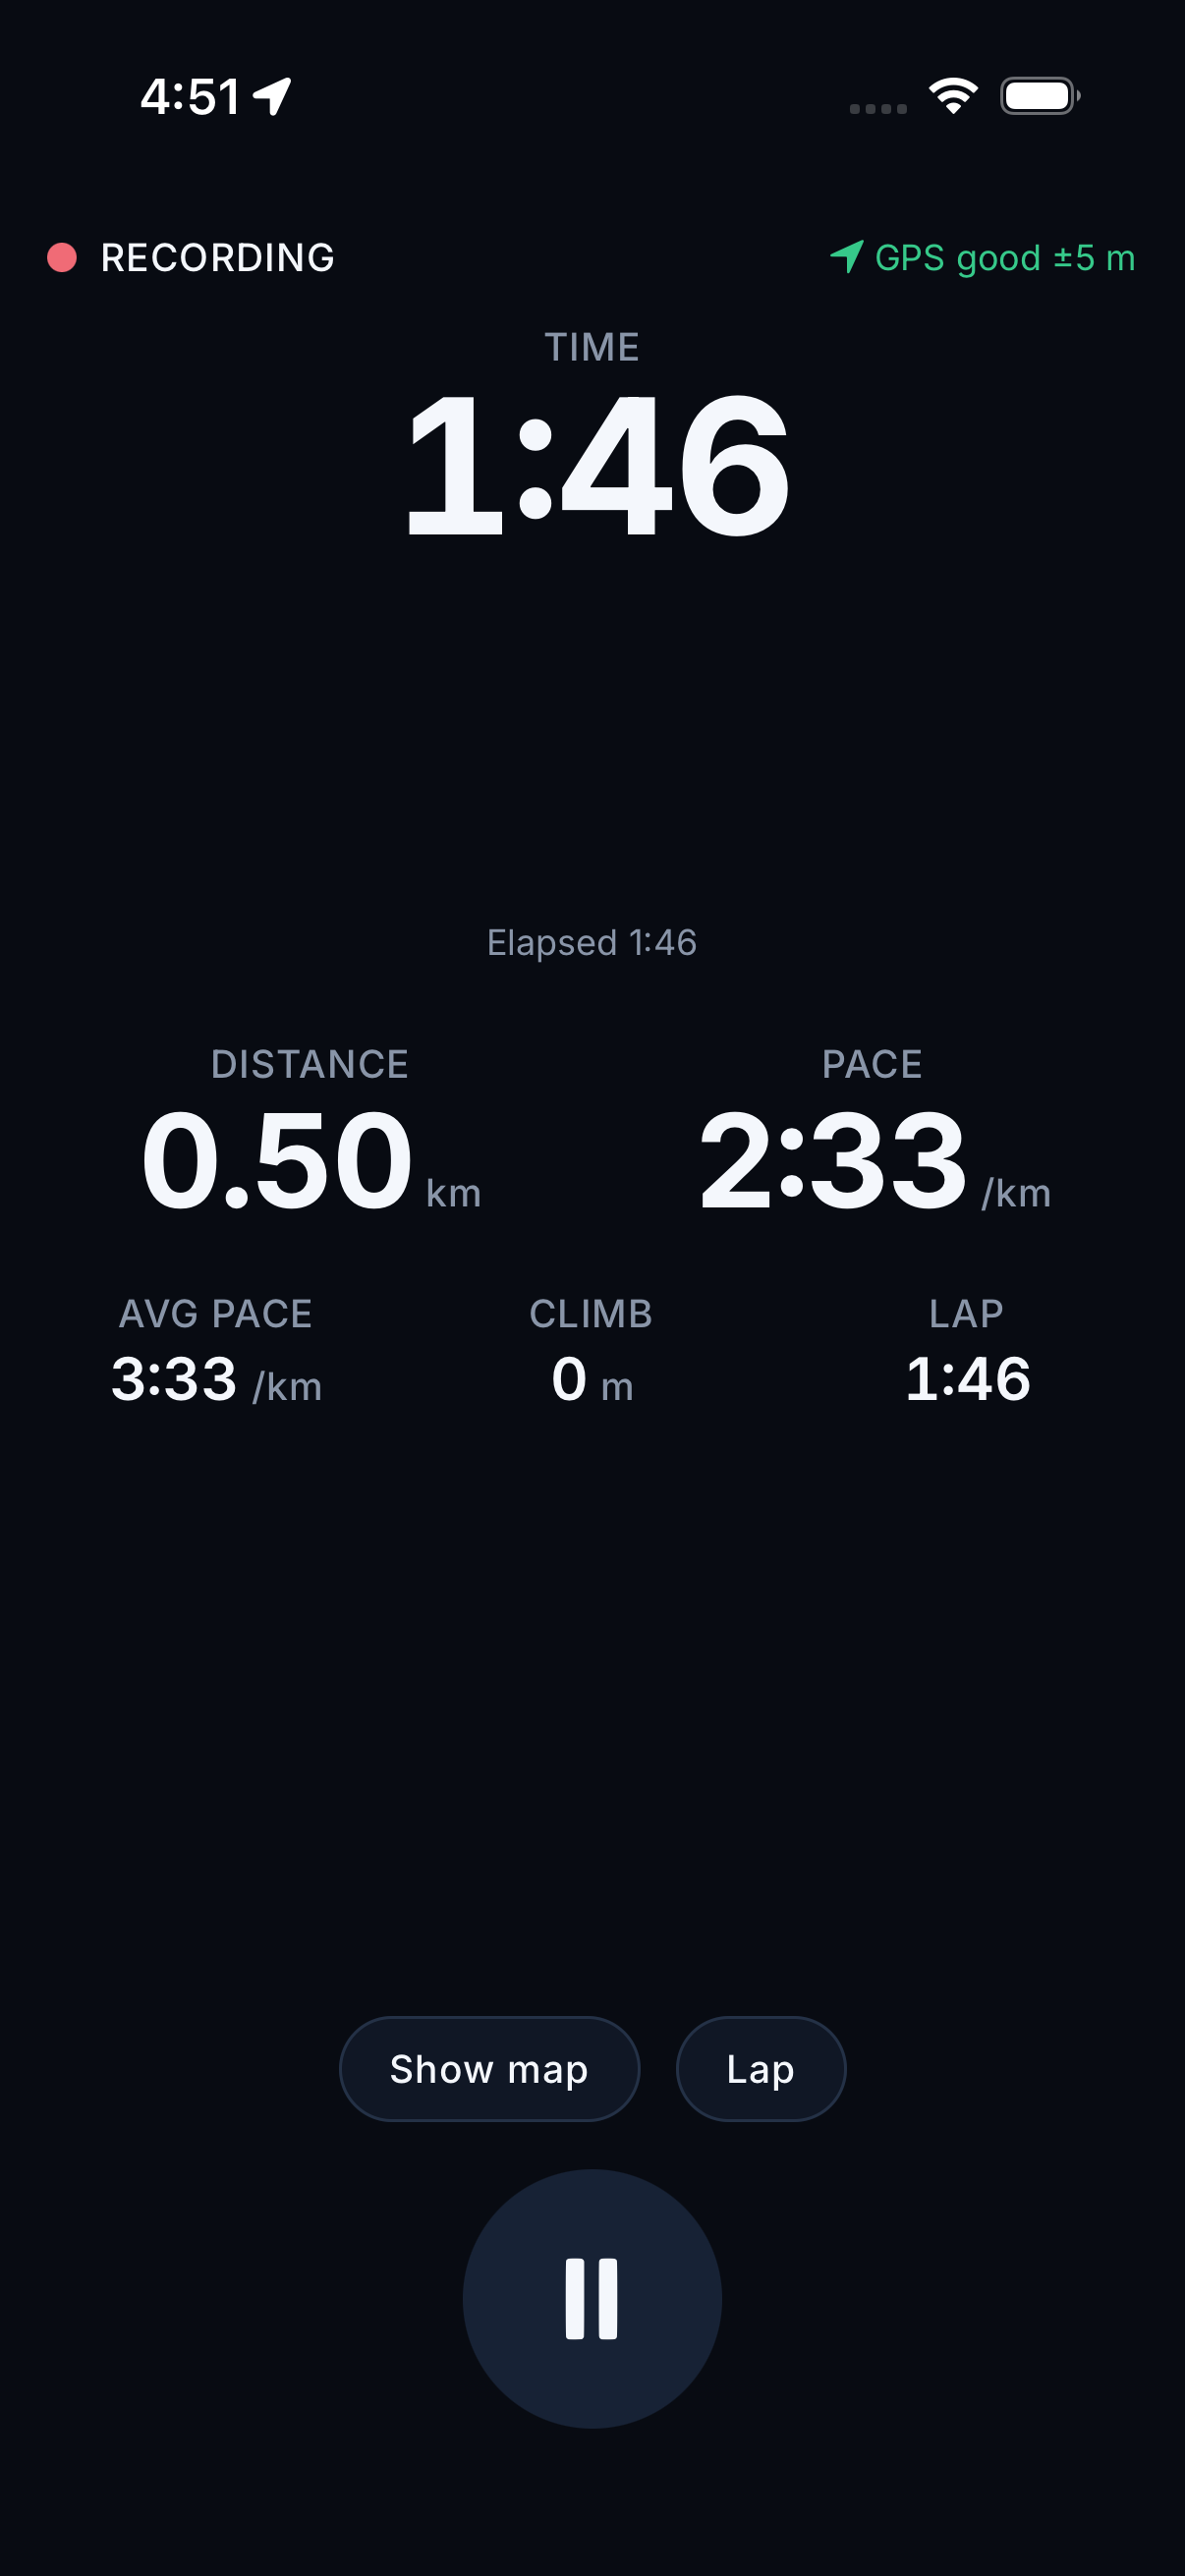 4:51
RECORDING
GPS good ±5 m
TIME
1:46
Elapsed 1:46
DISTANCE
0.50 km
PACE
2:33 /km
AVG PACE
3:33 /km
CLIMB
0 m
LAP
1:46
Show map
Lap